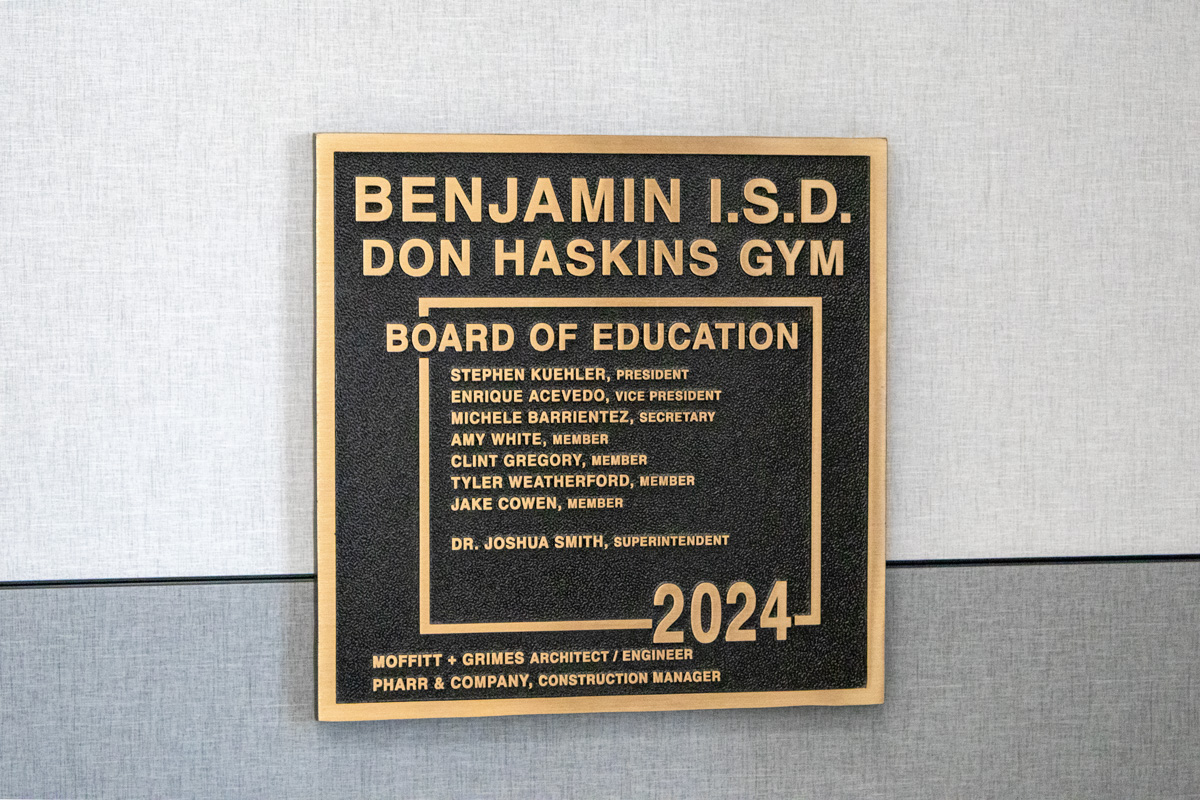 BENJAMIN I.S.D.
DON HASKINS GYM
BOARD OF EDUCATION
STEPHEN KUEHLER, PRESIDENT
ENRIQUE ACEVEDO, VICE PRESIDENT
MICHELE BARRIENTEZ, SECRETARY
AMY WHITE, MEMBER
CLINT GREGORY, MEMBER
TYLER WEATHERFORD, MEMBER
JAKE COWEN, MEMBER
DR. JOSHUA SMITH, SUPERINTENDENT
2024
MOFFITT + GRIMES ARCHITECT / ENGINEER
PHARR & COMPANY, CONSTRUCTION MANAGER